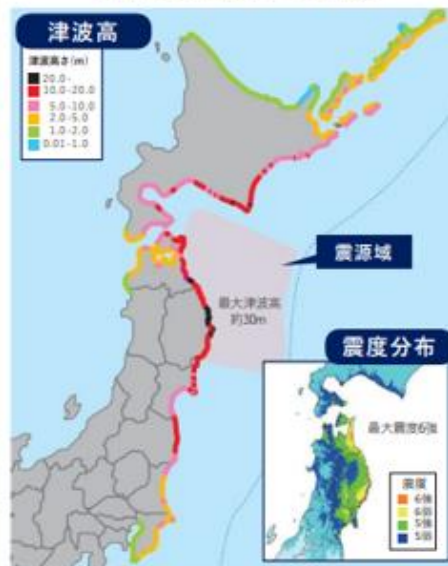 津波高
津波高さ(m)
20.0-
10.0-20.0
5.0-10.0
2.0-5.0
1.0-2.0
0.01-1.0
震源域
最大津波高
約30m
震度分布
最大震度6強
震度
6強
6弱
5強
5弱